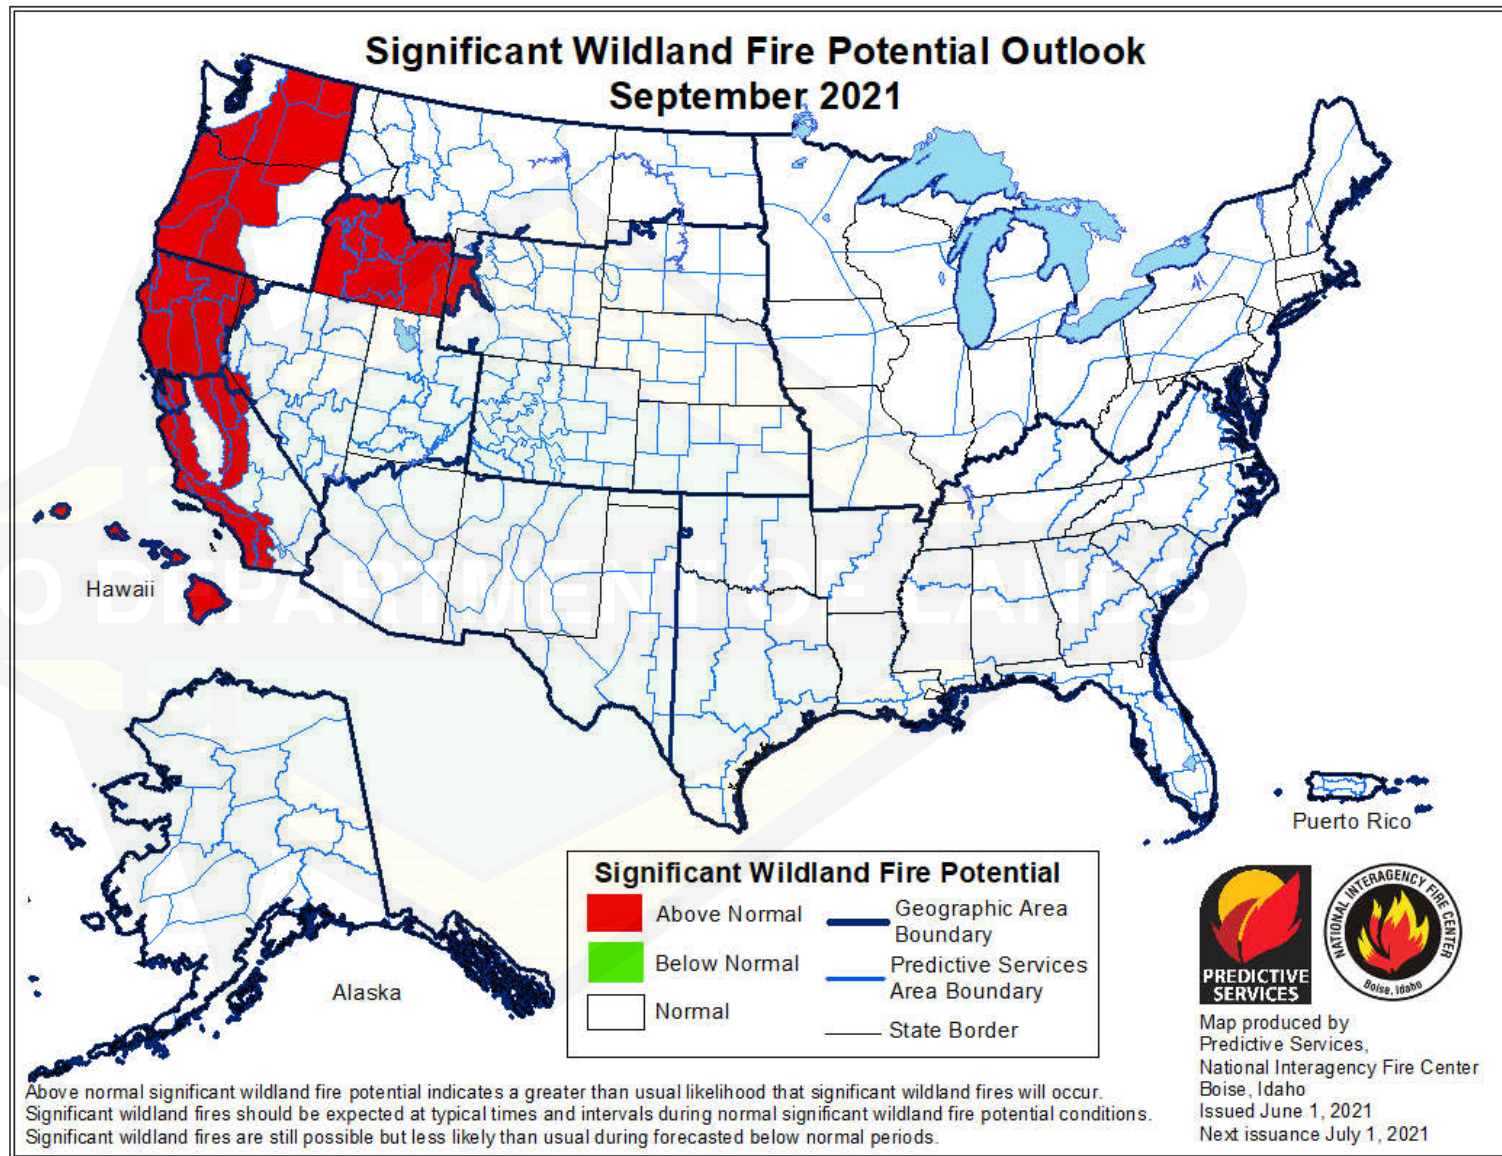 Significant Wildland Fire Potential Outlook
September 2021
Hawaii
O DEPARTMENT OF LANDS
Alaska
Puerto Rico
Significant Wildland Fire Potential
Above Normal
Below Normal
Normal
Geographic Area
Boundary
Predictive Services
Area Boundary
State Border
PREDICTIVE
SERVICES
NATIONAL INTERAGENCY FIRE CENTER
Boise, Idaho
Map produced by
Predictive Services,
National Interagency Fire Center
Boise, Idaho
Issued June 1, 2021
Next issuance July 1, 2021
Above normal significant wildland fire potential indicates a greater than usual likelihood that significant wildland fires will occur.
Significant wildland fires should be expected at typical times and intervals during normal significant wildland fire potential conditions.
Significant wildland fires are still possible but less likely than usual during forecasted below normal periods.